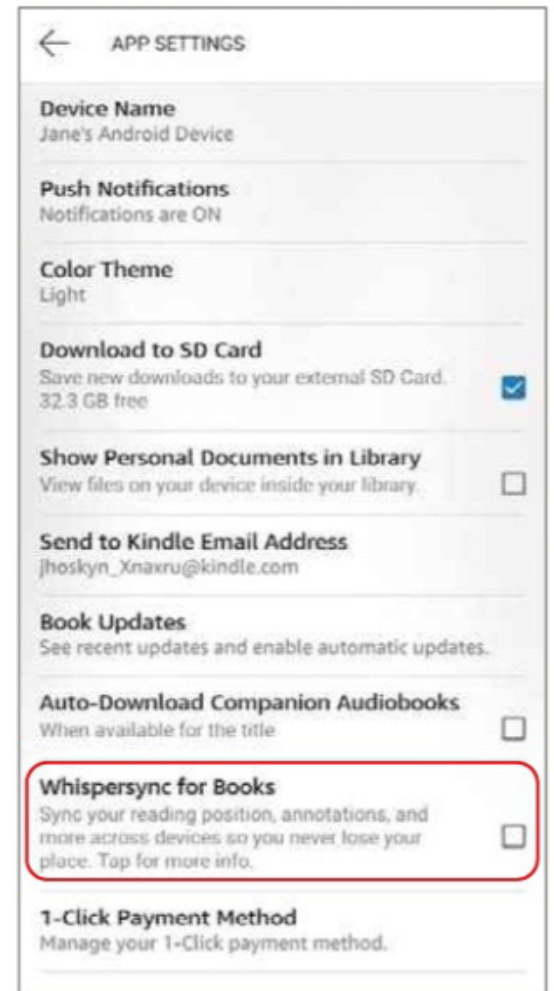 APP SETTINGS
Device Name
Jane's Android Device
Push Notifications
Notifications are ON
Color Theme
Light
Download to SD Card
Save new downloads to your external SD Card.
32.3 GB free
Show Personal Documents in Library
View files on your device inside your library.
Send to Kindle Email Address
jhoskyn_Xnaxru@kindle.com
Book Updates
See recent updates and enable automatic updates.
Auto-Download Companion Audiobooks
When available for the title
Whispersync for Books
Sync your reading position, annotations, and
more across devices so you never lose your
place. Tap for more info.
1-Click Payment Method
Manage your 1-Click payment method.